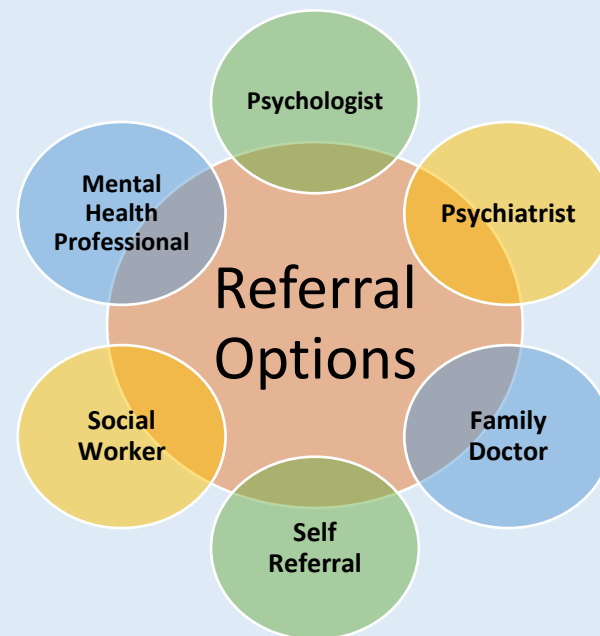 Psychologist
Psychiatrist
Mental
Health
Professional
Referral
Options
Social
Worker
Family
Doctor
Self
Referral